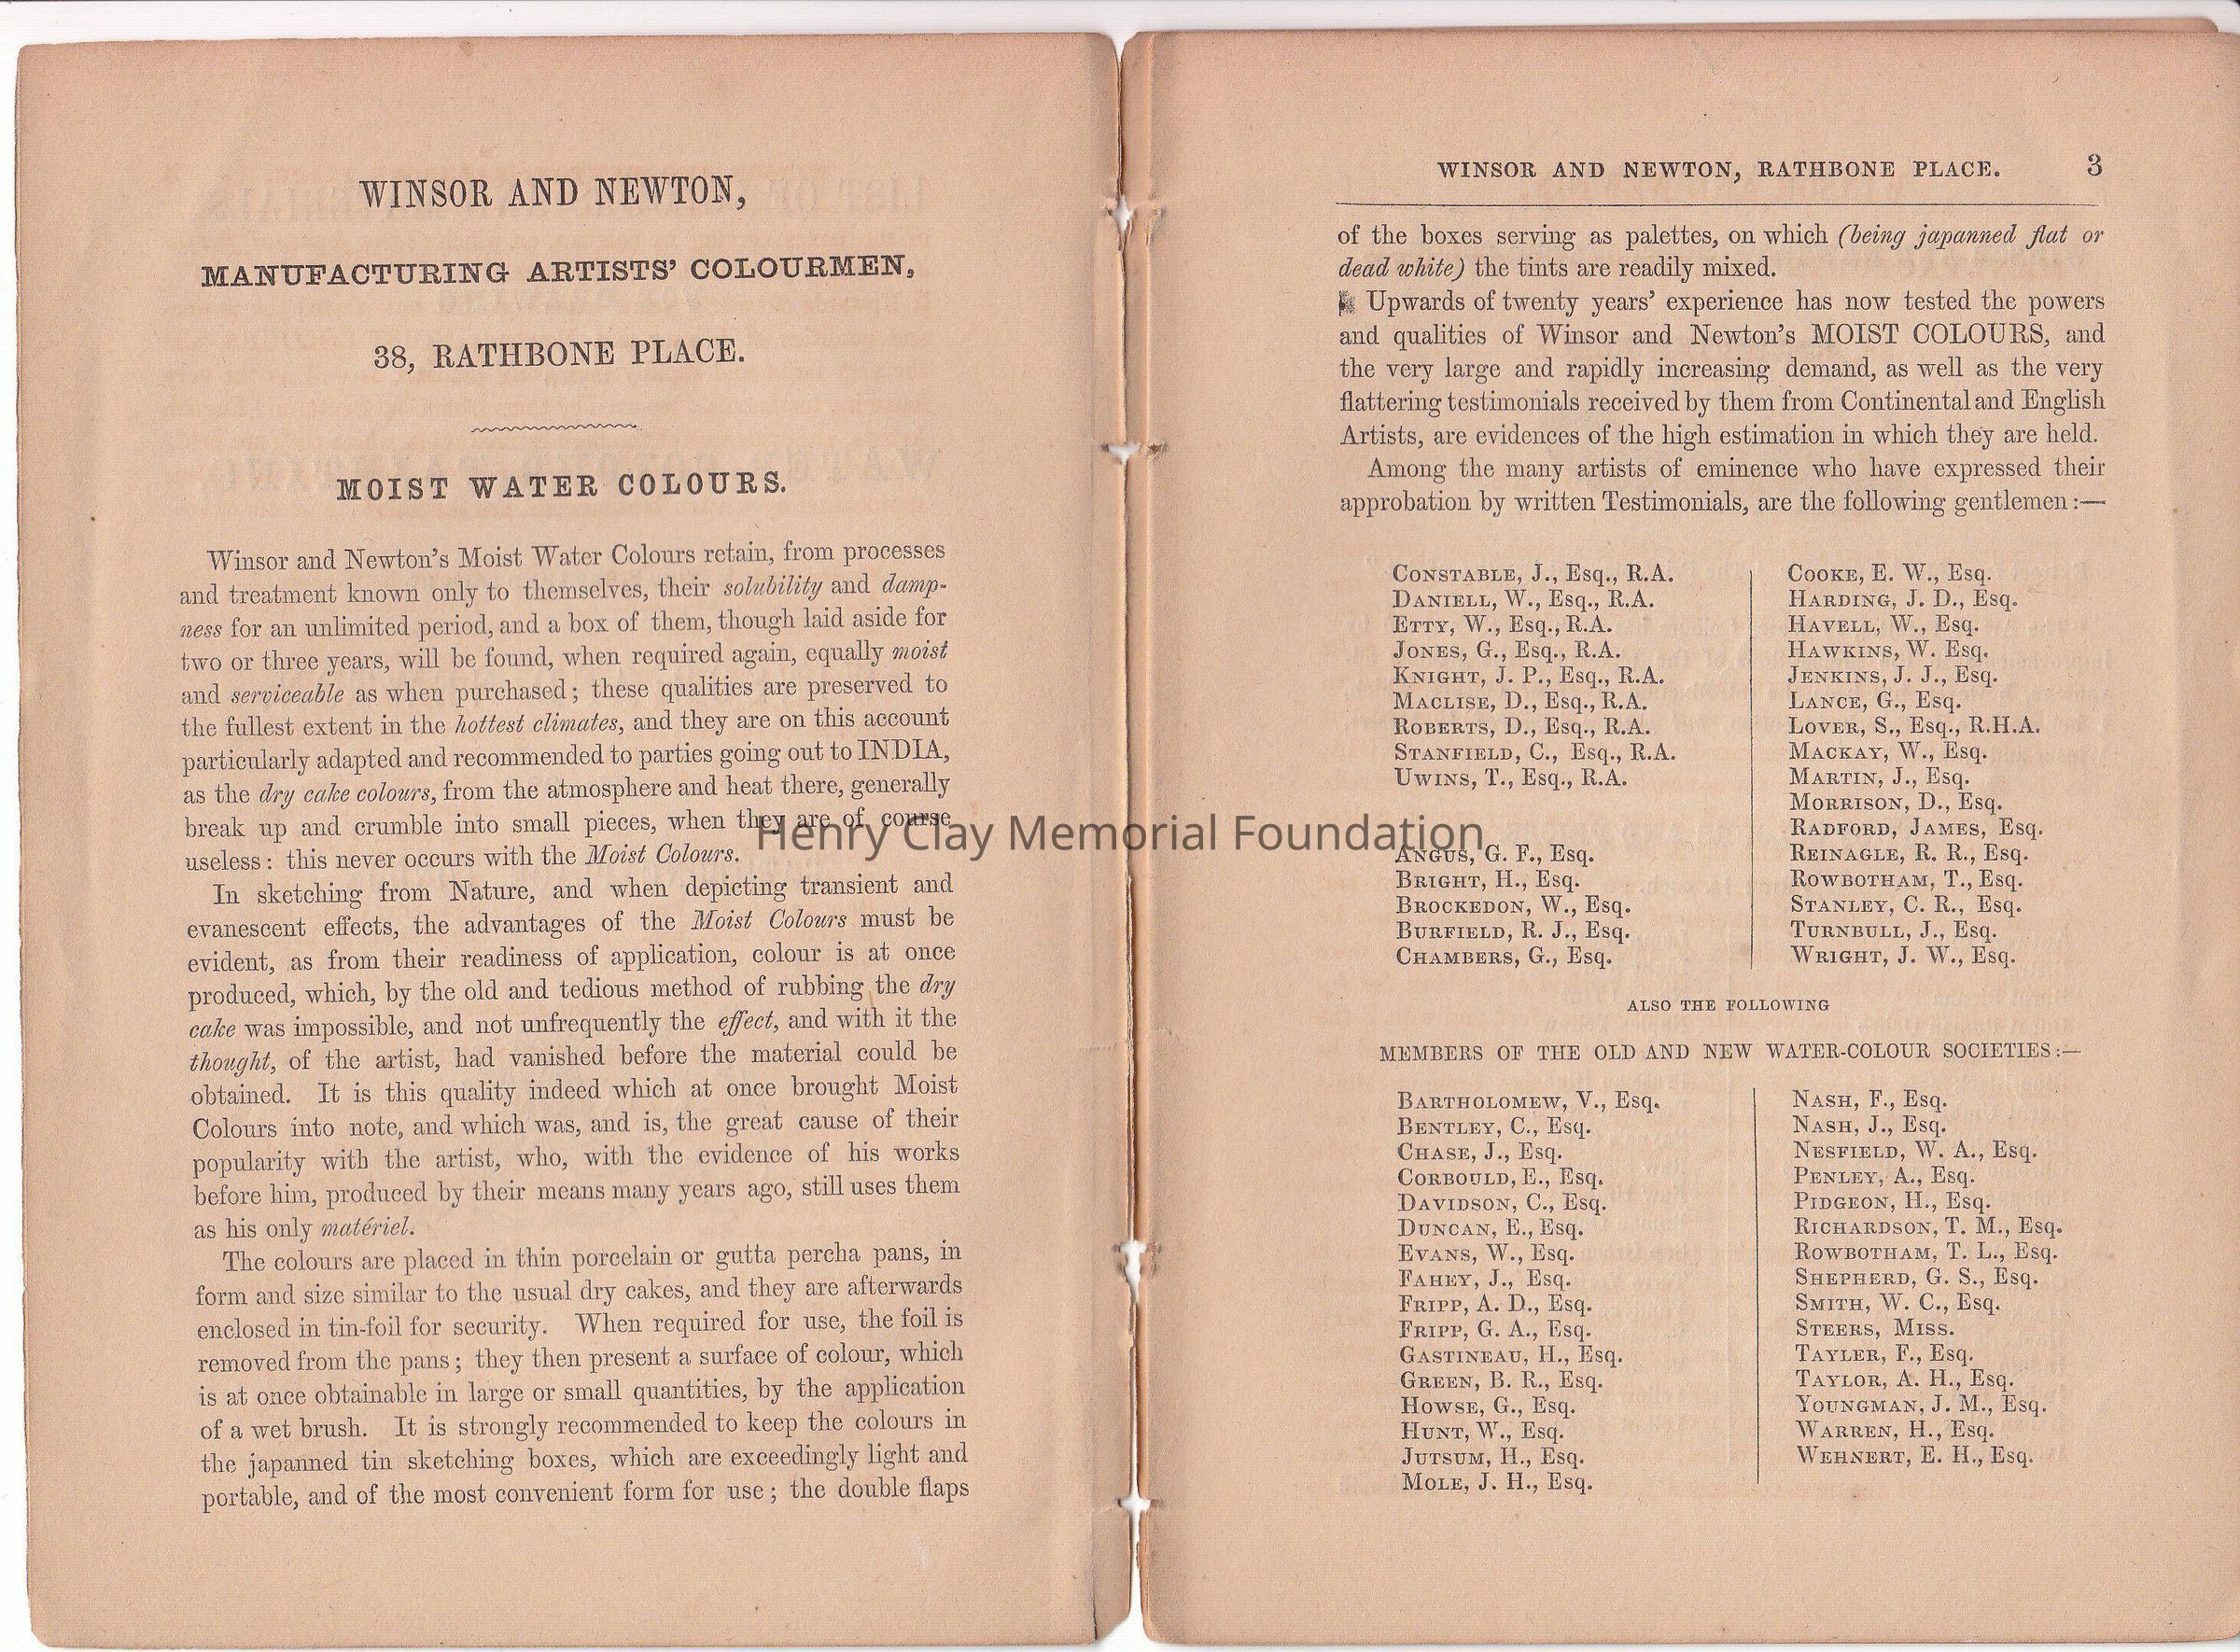 WINSOR AND NEWTON,
MANUFACTURING ARTISTS' COLOURMEN,
38, RATHBONE PLACE.
MOIST WATER COLOURS.
Winsor and Newton's Moist Water Colours retain, from processes
and treatment known only to themselves, their solubility and damp-
ness for an unlimited period, and a box of them, though laid aside for
two or three years, will be found, when required again, equally moist
and serviceable as when purchased; these qualities are preserved to
the fullest extent in the hottest climates, and they are on this account
particularly adapted and recommended to parties going out to INDIA,
as the dry cake colours, from the atmosphere and heat there, generally
break up and crumble into small pieces, when they are of course
useless: this never occurs with the Moist Colours.
In sketching from Nature, and when depicting transient and
evanescent effects, the advantages of the Moist Colours must be
evident, as from their readiness of application, colour is at once
produced, which, by the old and tedious method of rubbing the dry
cake was impossible, and not unfrequently the effect, and with it the
thought, of the artist, had vanished before the material could be
obtained. It is this quality indeed which at once brought Moist
Colours into note, and which was, and is, the great cause of their
popularity with the artist, who, with the evidence of his works
before him, produced by their means many years ago, still uses them
as his only matériel.
The colours are placed in thin porcelain or gutta percha pans, in
form and size similar to the usual dry cakes, and they are afterwards
enclosed in tin-foil for security. When required for use, the foil is
removed from the pans; they then present a surface of colour, which
is at once obtainable in large or small quantities, by the application
of a wet brush. It is strongly recommended to keep the colours in
the japanned tin sketching boxes, which are exceedingly light and
portable, and of the most convenient form for use; the double flaps
Henry Clay Memorial Foundation
WINSOR AND NEWTON, RATHBONE PLACE. 3
of the boxes serving as palettes, on which (being japanned flat or
dead white) the tints are readily mixed.
Upwards of twenty years' experience has now tested the powers
and qualities of Winsor and Newton's MOIST COLOURS, and
the very large and rapidly increasing demand, as well as the very
flattering testimonials received by them from Continental and English
Artists, are evidences of the high estimation in which they are held.
Among the many artists of eminence who have expressed their
approbation by written Testimonials, are the following gentlemen:—
CONSTABLE, J., Esq., R.A.
DANIELL, W., Esq., R.A.
ETTY, W., Esq., R.A.
JONES, G., Esq., R.A.
KNIGHT, J. P., Esq., R.A.
MACLISE, D., Esq., R.A.
ROBERTS, D., Esq., R.A.
STANFIELD, C., Esq., R.A.
UWINS, T., Esq., R.A.
ANGUS, G. F., Esq.
BRIGHT, H., Esq.
BROCKEDON, W., Esq.
BURFIELD, R. J., Esq.
CHAMBERS, G., Esq.
COOKE, E. W., Esq.
HARDING, J. D., Esq.
HAVELL, W., Esq.
HAWKINS, W. Esq.
JENKINS, J. J., Esq.
LANCE, G., Esq.
LOVER, S., Esq., R.H.A.
MACKAY, W., Esq.
MARTIN, J., Esq.
MORRISON, D., Esq.
RADFORD, JAMES, Esq.
REINAGLE, R. R., Esq.
ROWBOTHAM, T., Esq.
STANLEY, C. R., Esq.
TURNBULL, J., Esq.
WRIGHT, J. W., Esq.
ALSO THE FOLLOWING
MEMBERS OF THE OLD AND NEW WATER-COLOUR SOCIETIES:—
BARTHOLOMEW, V., Esq.
BENTLEY, C., Esq.
CHASE, J., Esq.
CORBOULD, E., Esq.
DAVIDSON, C., Esq.
DUNCAN, E., Esq.
EVANS, W., Esq.
FAHEY, J., Esq.
FRIPP, A. D., Esq.
FRIPP, G. A., Esq.
GASTINEAU, H., Esq.
GREEN, B. R., Esq.
HOWSE, G., Esq.
HUNT, W., Esq.
JUTSUM, H., Esq.
MOLE, J. H., Esq.
NASH, F., Esq.
NASH, J., Esq.
NESFIELD, W. A., Esq.
PENLEY, A., Esq.
PIDGEON, H., Esq.
RICHARDSON, T. M., Esq.
ROWBOTHAM, T. L., Esq.
SHEPHERD, G. S., Esq.
SMITH, W. C., Esq.
STEERS, MISS.
TAYLER, F., Esq.
TAYLOR, A. H., Esq.
YOUNGMAN, J. M., Esq.
WARREN, H., Esq.
WEHNERT, E. H., Esq.